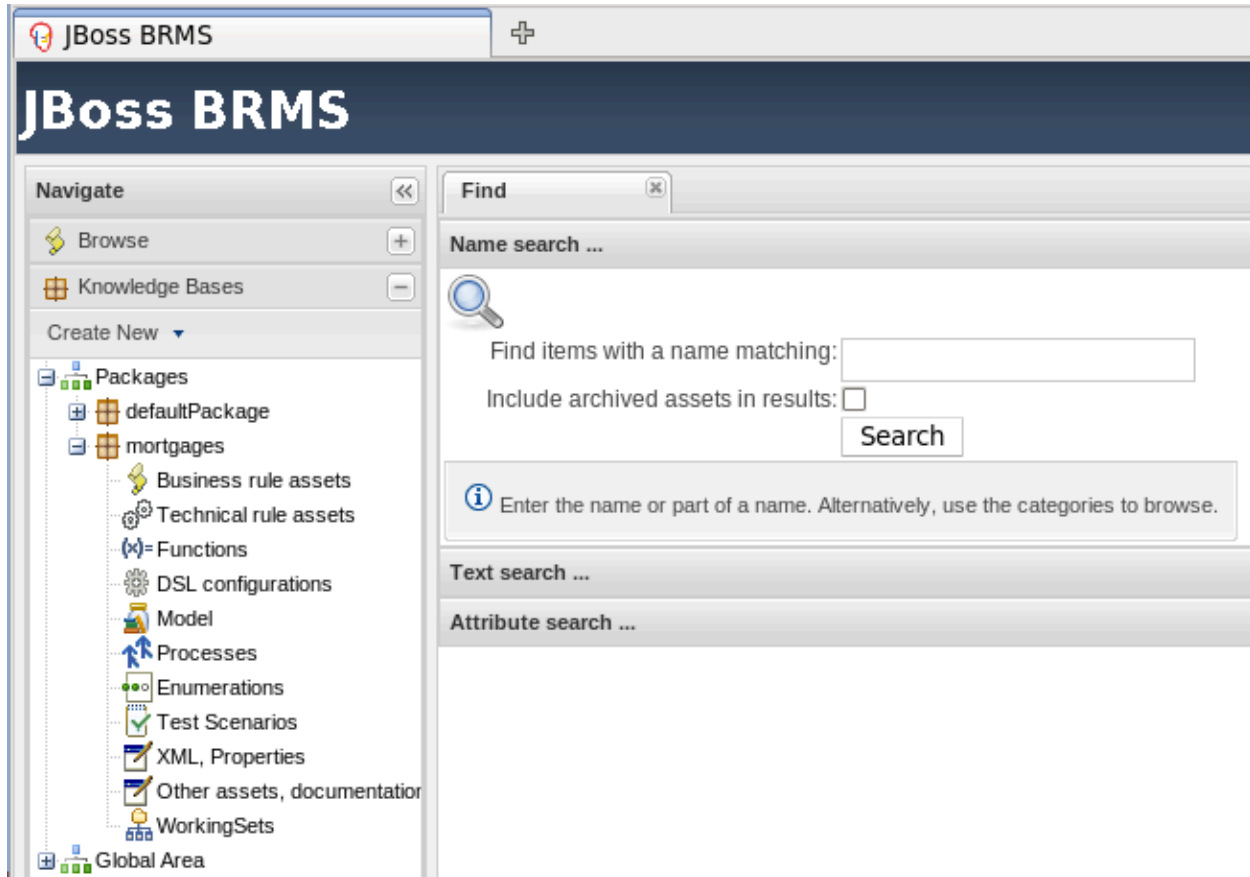 JBoss BRMS
JBoss BRMS
Navigate
Browse
Knowledge Bases
Create New
Packages
defaultPackage
mortgages
Business rule assets
Technical rule assets
(x)= Functions
DSL configurations
Model
Processes
Enumerations
Test Scenarios
XML, Properties
Other assets, documentation
WorkingSets
Global Area
Find
Name search ...
Find items with a name matching:
Include archived assets in results:
Search
Enter the name or part of a name. Alternatively, use the categories to browse.
Text search ...
Attribute search ...